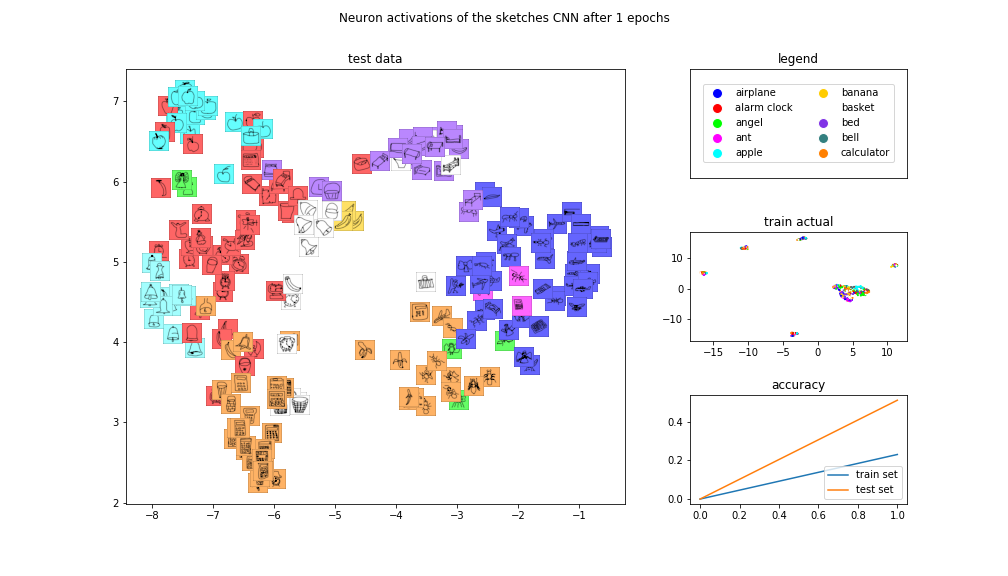 Neuron activations of the sketches CNN after 1 epochs
test data
7
6
5
4
3
2
−8 −7 −6 −5 −4 −3 −2 −1
legend
airplane banana
alarm clock basket
angel bed
ant bell
apple calculator
train actual
10
0
−10
−15 −10 −5 0 5 10
accuracy
0.4
0.2
0.0
train set
test set
0.0 0.2 0.4 0.6 0.8 1.0